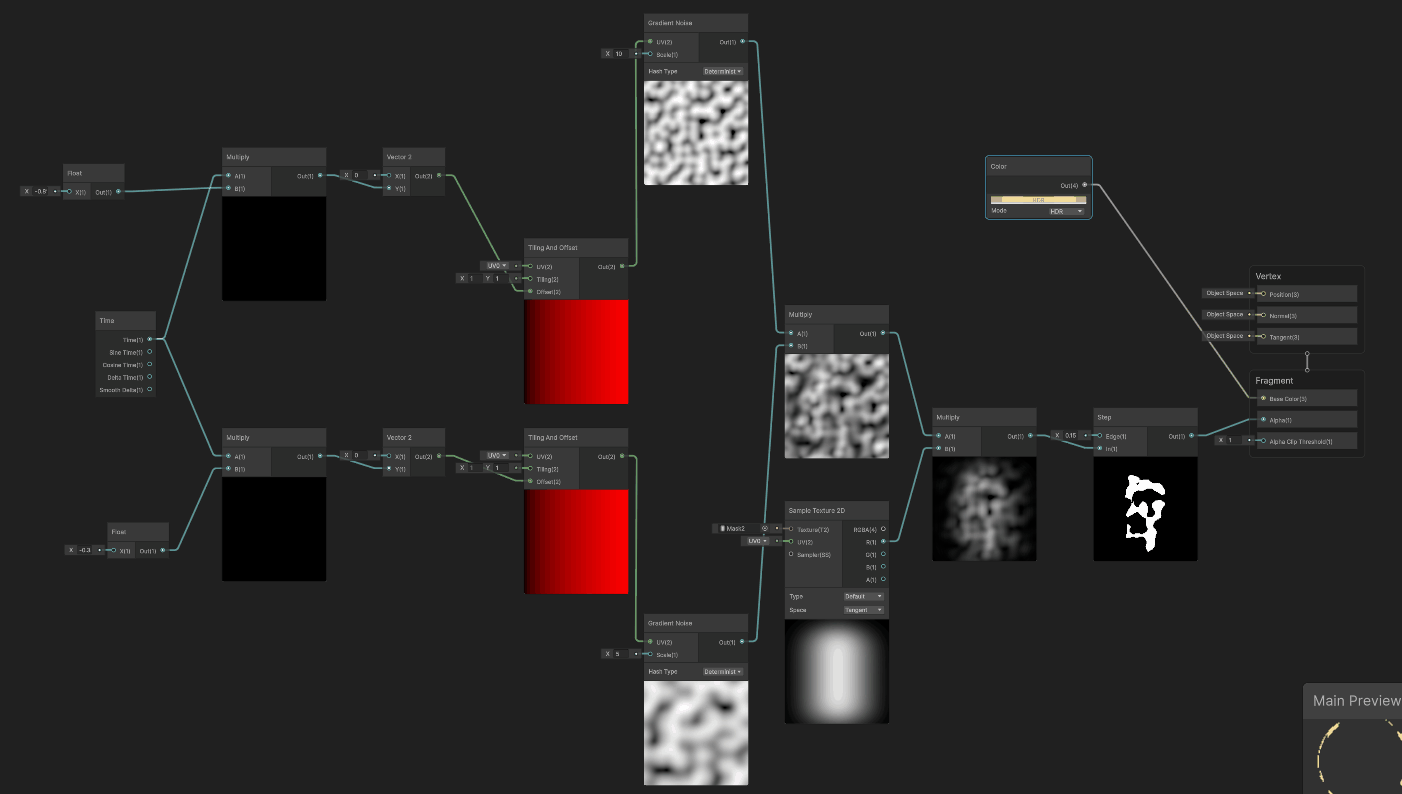 Gradient Noise
UV(2) Out(1)
X 10 Scale(1)
Hash Type Determinist
Float
X -0.8 X(1) Out(1)
Multiply
A(1) Out(1)
B(1)
X 0 X(1) Out(2)
Y(1)
Tiling And Offset
UV0 UV(2) Out(2)
X 1 Y 1 Tiling(2)
Offset(2)
Color
Out(4)
HDR
Mode HDR
Time
Time(1)
Sine Time(1)
Cosine Time(1)
Delta Time(1)
Smooth Delta(1)
Multiply
A(1) Out(1)
B(1)
Vertex
Object Space Position(3)
Object Space Normal(3)
Object Space Tangent(3)
Fragment
Base Color(3)
Alpha(1)
X 1 Alpha Clip Threshold(1)
Multiply
A(1) Out(1)
B(1)
Vector 2
X 0 X(1) Out(2)
Y(1)
Tiling And Offset
UV0 UV(2) Out(2)
X 1 Y 1 Tiling(2)
Offset(2)
Multiply
A(1) Out(1)
B(1)
Step
X 0.15 Edge(1) Out(1)
In(1)
Float
X -0.3 X(1) Out(1)
Sample Texture 2D
Mask2 Texture(T2) RGBA(4)
UV0 UV(2) R(1)
Sampler(SS) G(1)
B(1)
A(1)
Type Default
Space Tangent
Gradient Noise
UV(2) Out(1)
X 5 Scale(1)
Hash Type Determinist
Main Preview